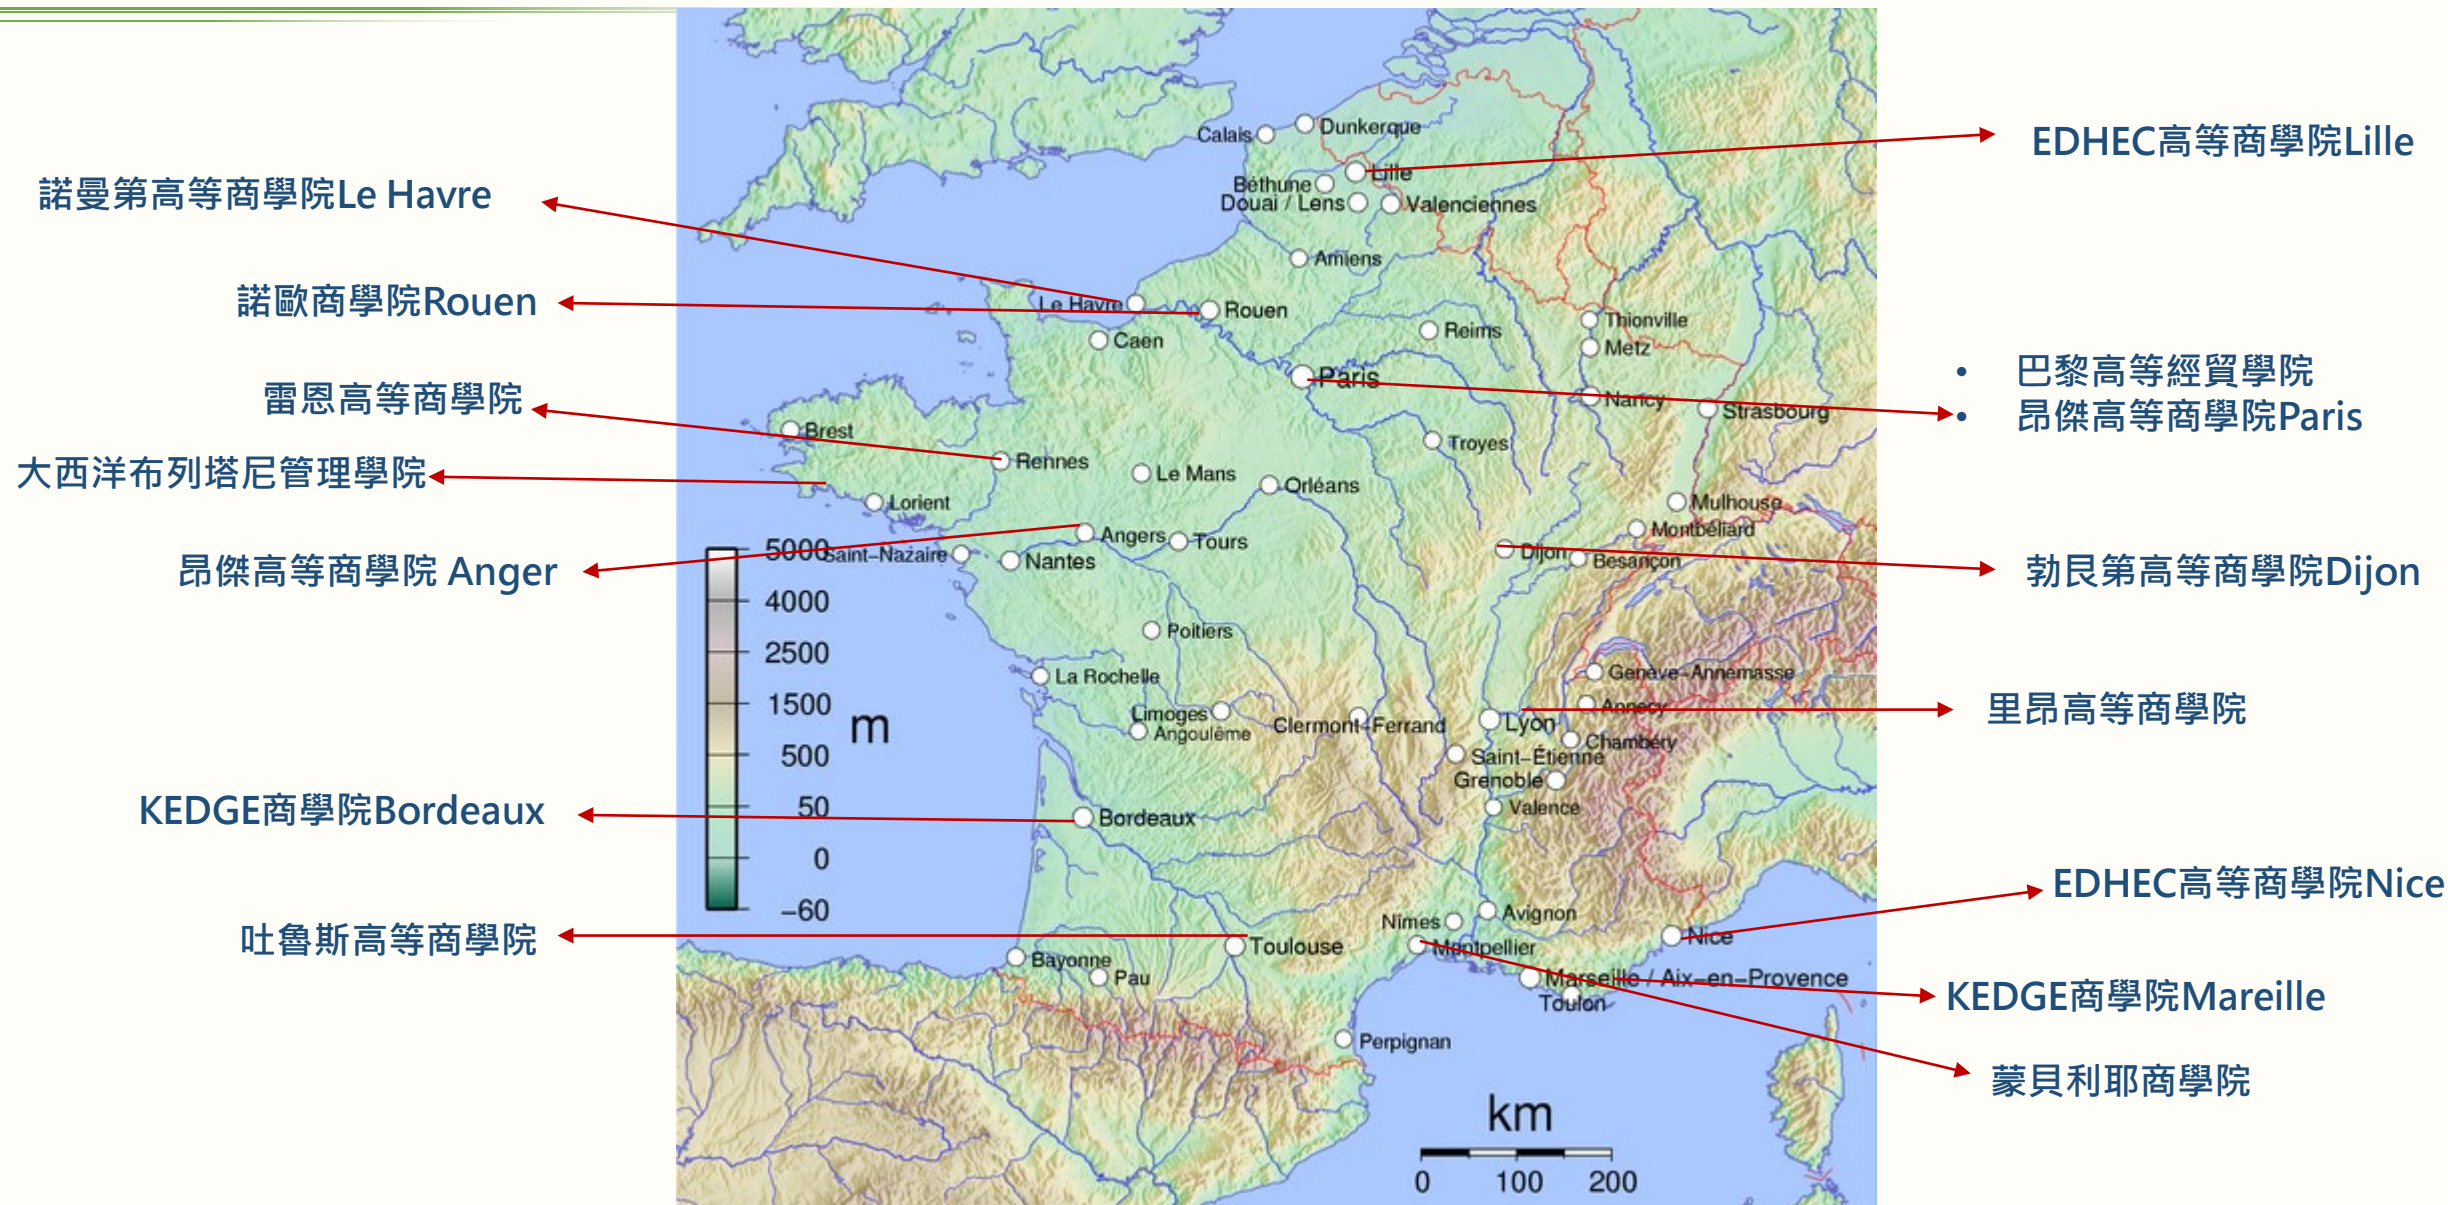 諾曼第高等商學院Le Havre
諾歐商學院Rouen
雷恩高等商學院
大西洋布列塔尼管理學院
昂傑高等商學院 Anger
KEDGE商學院Bordeaux
吐魯斯高等商學院
Calais
Dunkerque
Lille
Béthune
Douai / Lens
Valenciennes
Amiens
Le Havre
Rouen
Caen
Reims
Thionville
Metz
Paris
Nancy
Strasbourg
Brest
Rennes
Le Mans
Orléans
Troyes
Lorient
Mulhouse
Montbéliard
Angers
Tours
Saint-Nazaire
Nantes
Dijon
Besançon
Poitiers
La Rochelle
Genève-Annemasse
Limoges
Angoulême
Clermont-Ferrand
Lyon
Annecy
Chambéry
Saint-Étienne
Grenoble
Valence
Bordeaux
Nîmes
Avignon
Toulouse
Montpellier
Nice
Bayonne
Pau
Marseille / Aix-en-Provence
Toulon
Perpignan
5000
4000
2500
1500
500
50
0
-60
m
km
0 100 200
EDHEC高等商學院Lille
• 巴黎高等經貿學院
• 昂傑高等商學院Paris
勃艮第高等商學院Dijon
里昂高等商學院
EDHEC高等商學院Nice
KEDGE商學院Mareille
蒙貝利耶商學院